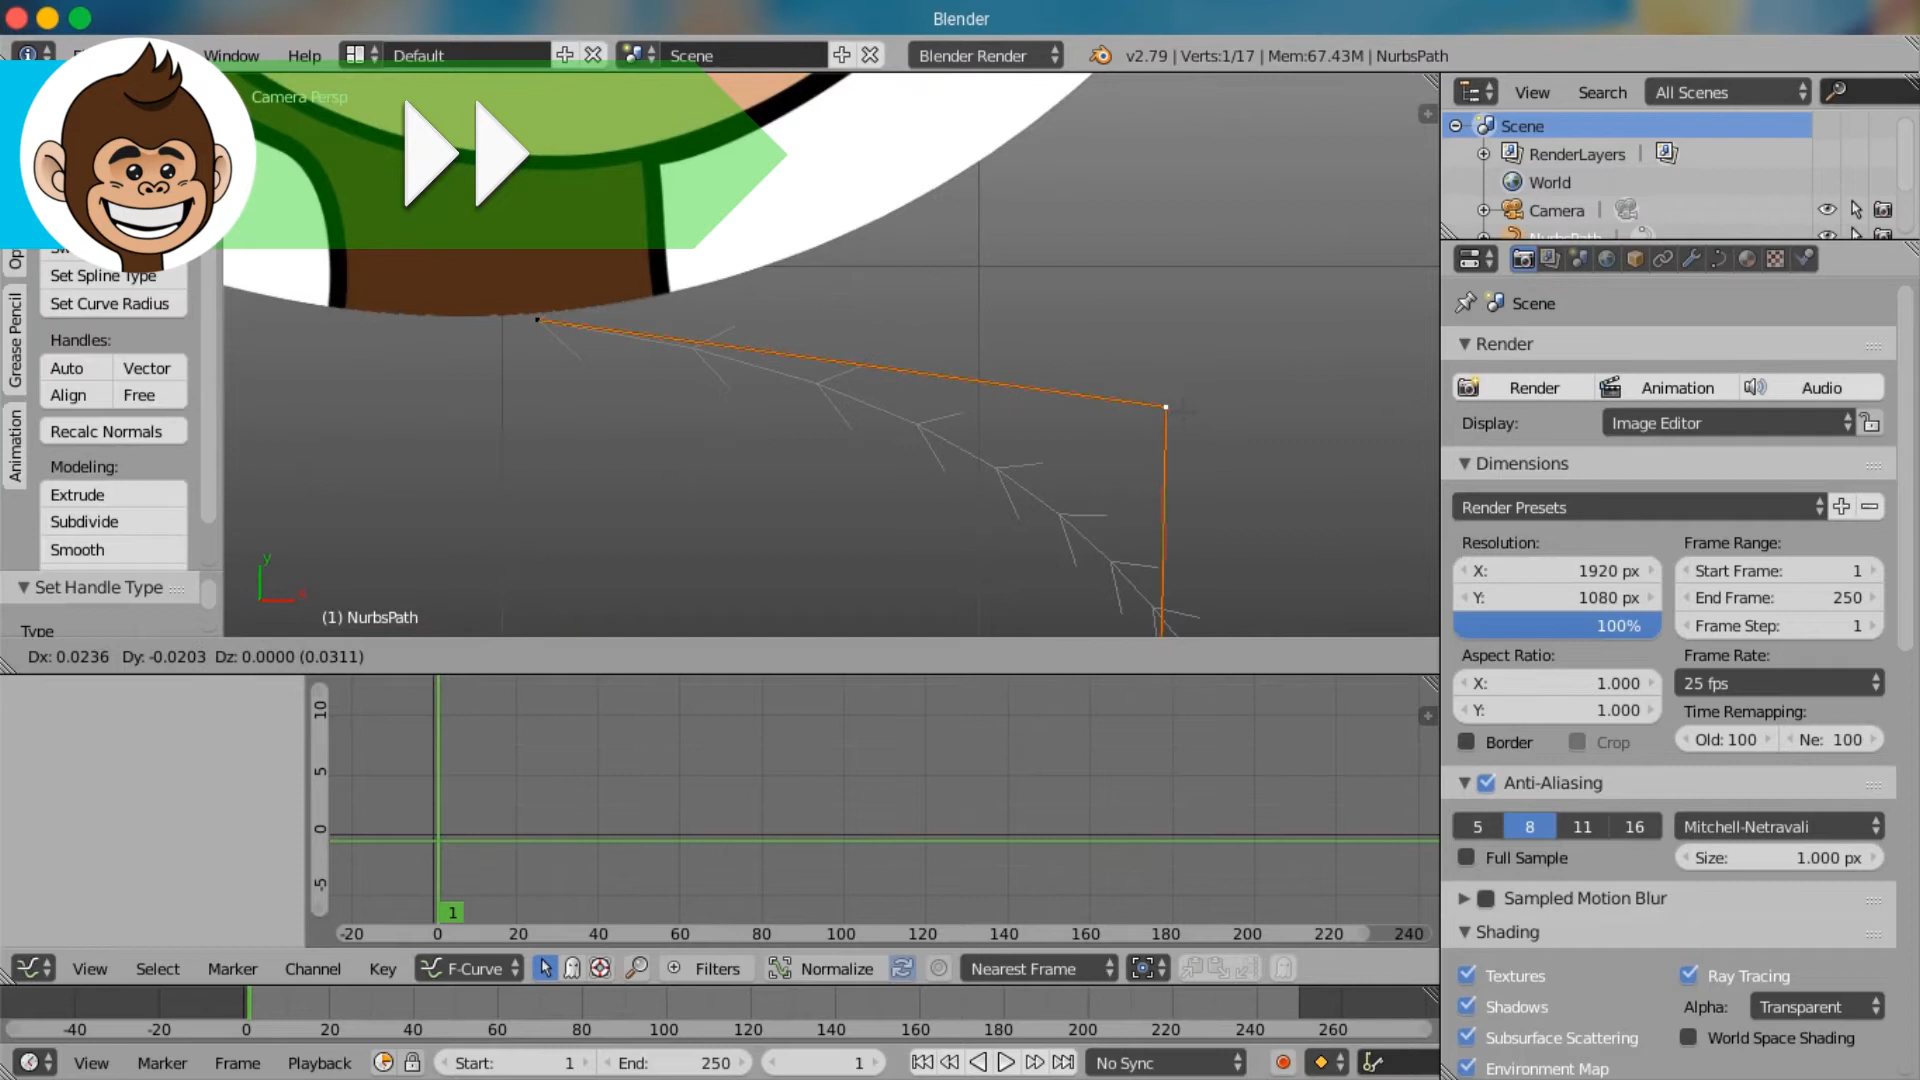 Blender
Window Help Default Scene Blender Render v2.79 | Verts:1/17 | Mem:67.43M | NurbsPath
Camera Persp
View Search All Scenes
Scene
RenderLayers
World
Camera
NurbsPath
Scene
Set Spline Type
Set Curve Radius
Handles:
Auto Vector
Align Free
Recalc Normals
Modeling:
Extrude
Subdivide
Smooth
Grease Pencil
Animation
Set Handle Type
Type
y
x
(1) NurbsPath
Dx: 0.0236 Dy: -0.0203 Dz: 0.0000 (0.0311)
Render
Render Animation Audio
Display: Image Editor
Dimensions
Render Presets
Resolution: Frame Range:
X: 1920 px Start Frame: 1
Y: 1080 px End Frame: 250
100% Frame Step: 1
Aspect Ratio: Frame Rate:
X: 1.000 25 fps
Y: 1.000 Time Remapping:
Border Crop Old: 100 Ne: 100
Anti-Aliasing
5 8 11 16 Mitchell-Netravali
Full Sample Size: 1.000 px
Sampled Motion Blur
Shading
Textures Ray Tracing
Shadows Alpha: Transparent
Subsurface Scattering World Space Shading
Environment Map
10
5
0
-5
1
-20 0 20 40 60 80 100 120 140 160 180 200 220 240
View Select Marker Channel Key F-Curve Filters Normalize Nearest Frame
-40 -20 0 20 40 60 80 100 120 140 160 180 200 220 240 260
View Marker Frame Playback Start: 1 End: 250 1 No Sync